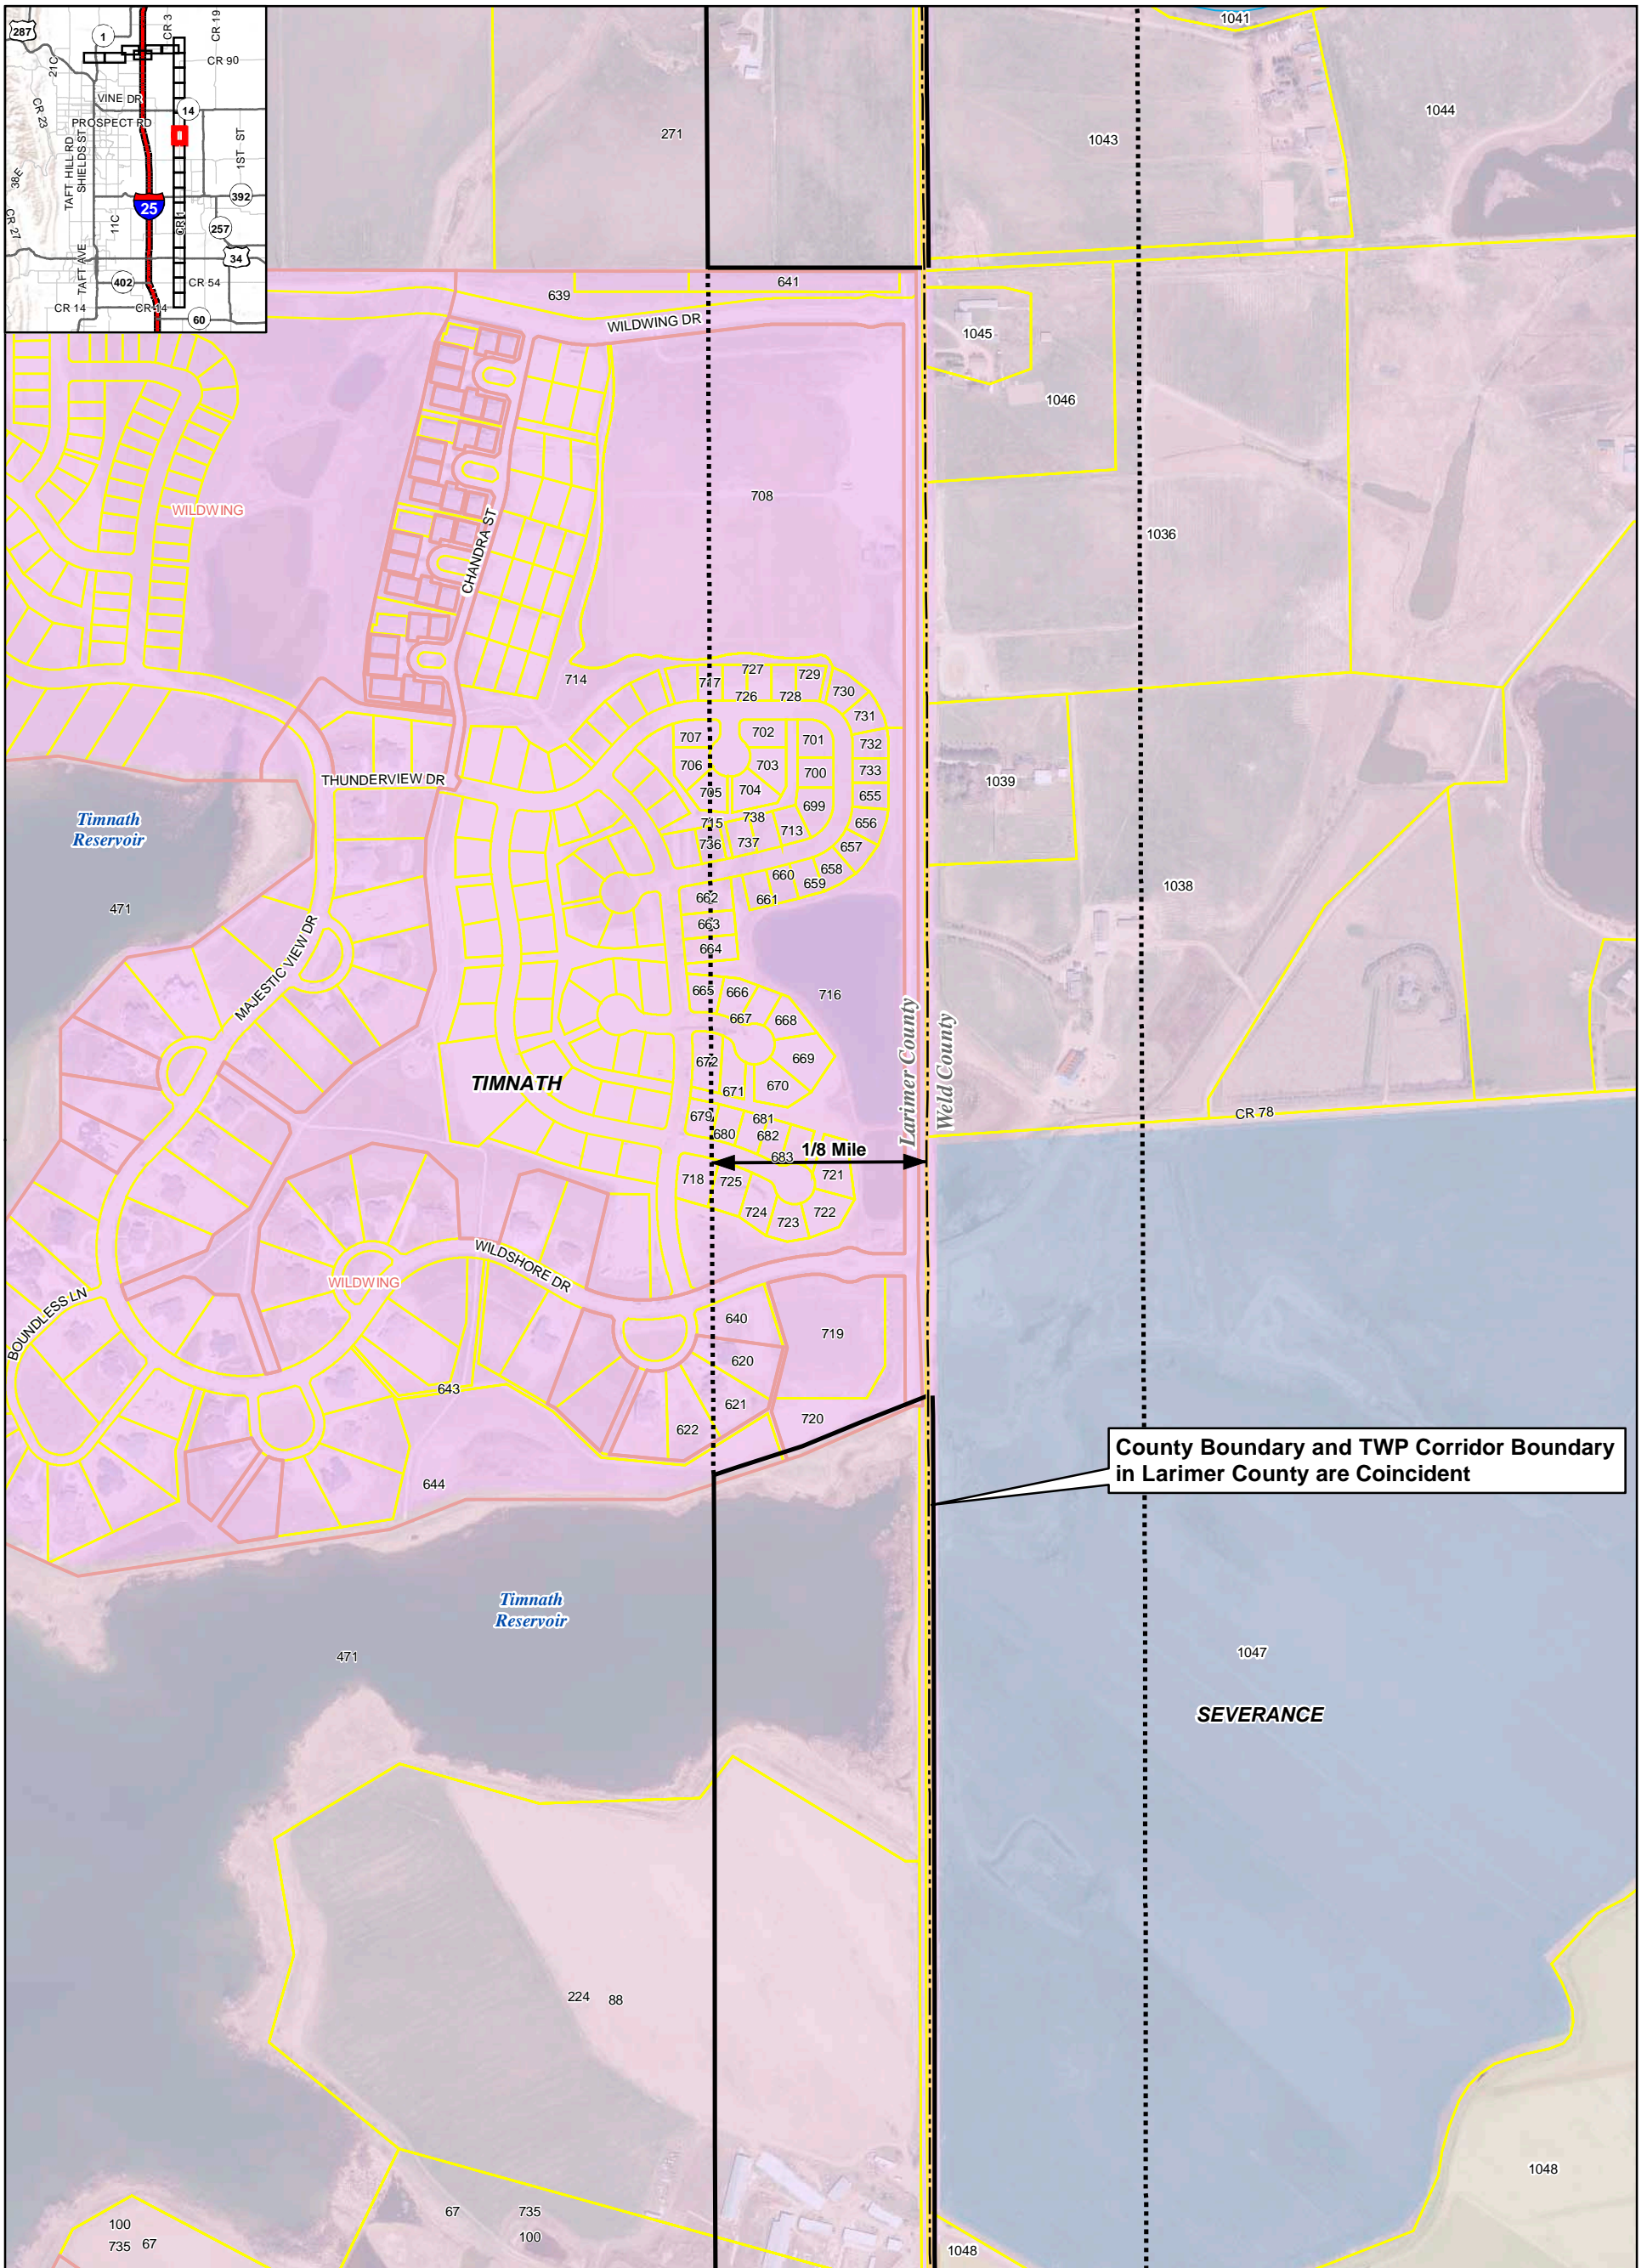 287
1
CR 3
CR 19
21C
CR 90
CR 23
VINE DR
14
PROSPECT RD
TAFT HILL RD
SHIELDS ST
1ST ST
38E
392
25
CR 27
11C
CR 1
257
34
TAFT AVE
402
CR 54
CR 14
CR 14
60
1041
271
1043
1044
639
641
WILDWING DR
1045
1046
WILDWING
708
1036
CHANDRA ST
714
717
727
729
726
728
730
731
707
702
701
732
706
703
700
733
THUNDERVIEW DR
705
704
699
655
1039
Timnath
Reservoir
715
738
713
656
736
737
657
660
658
659
662
661
1038
471
663
664
MAJESTIC VIEW DR
665
666
716
667
668
Larimer County
Weld County
669
672
671
670
TIMNATH
679
681
680
682
CR 78
683
1/8 Mile
718
725
721
724
723
722
WILDSHORE DR
WILDWING
BOUNDLESS LN
640
719
620
643
621
622
720
County Boundary and TWP Corridor Boundary
in Larimer County are Coincident
644
Timnath
Reservoir
471
1047
SEVERANCE
224
88
1048
67
735
100
100
735
67
1048